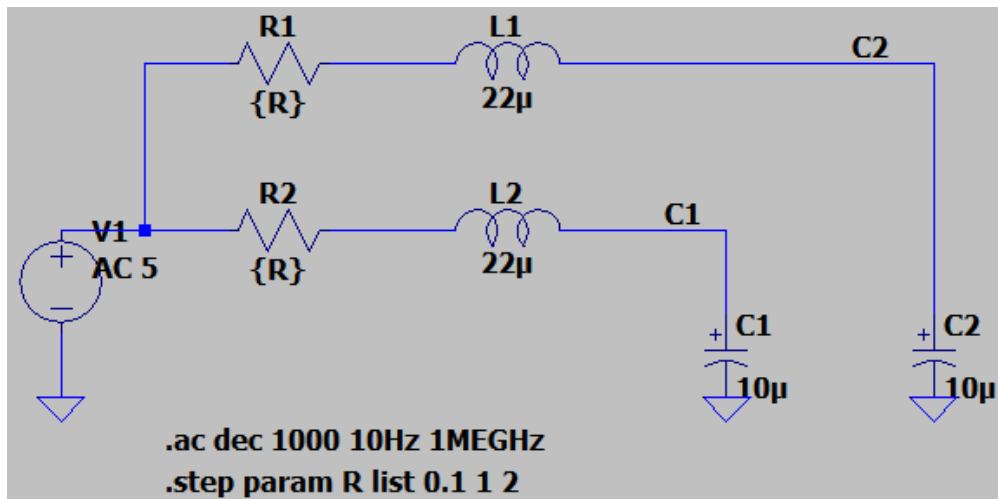 R1
L1
C2
{R}
22µ
R2
L2
C1
V1
AC 5
{R}
22µ
+ C1
+ C2
10µ
10µ
.ac dec 1000 10Hz 1MEGHz
.step param R list 0.1 1 2